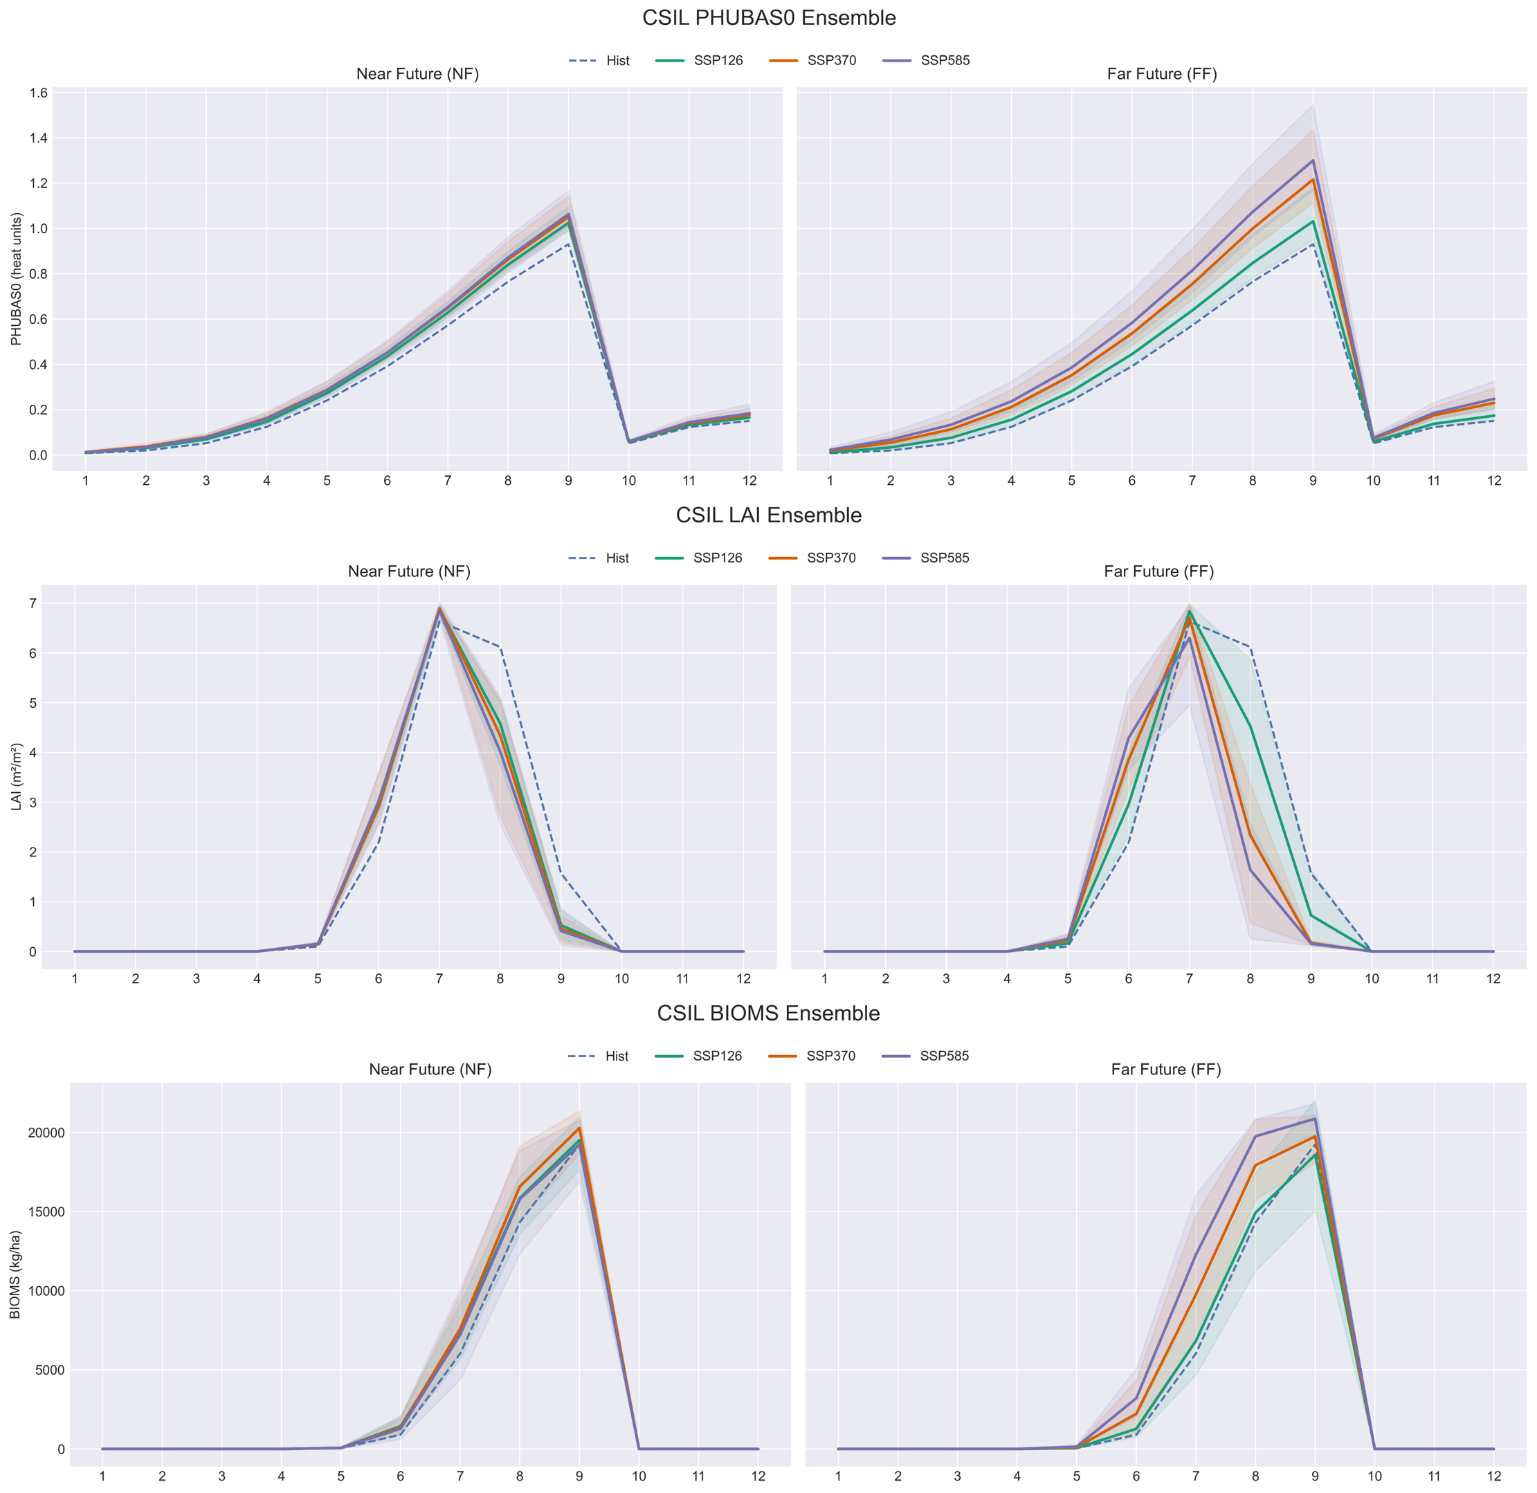 CSIL PHUBAS0 Ensemble
Hist SSP126 SSP370 SSP585
Near Future (NF) Far Future (FF)
PHUBAS0 (heat units)
1.6
1.4
1.2
1.0
0.8
0.6
0.4
0.2
0.0
1 2 3 4 5 6 7 8 9 10 11 12 1 2 3 4 5 6 7 8 9 10 11 12
CSIL LAI Ensemble
Hist SSP126 SSP370 SSP585
Near Future (NF) Far Future (FF)
LAI (m²/m²)
7
6
5
4
3
2
1
0
1 2 3 4 5 6 7 8 9 10 11 12 1 2 3 4 5 6 7 8 9 10 11 12
CSIL BIOMS Ensemble
Hist SSP126 SSP370 SSP585
Near Future (NF) Far Future (FF)
BIOMS (kg/ha)
20000
15000
10000
5000
0
1 2 3 4 5 6 7 8 9 10 11 12 1 2 3 4 5 6 7 8 9 10 11 12